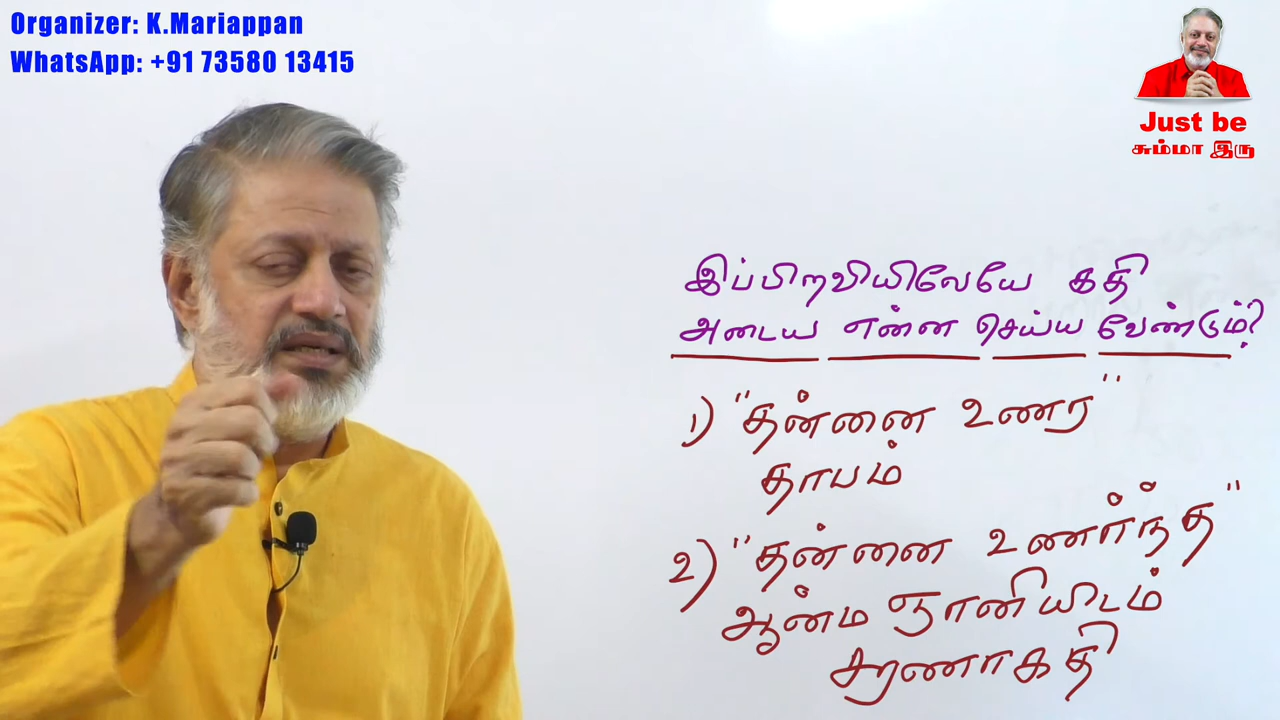 Organizer: K.Mariappan
WhatsApp: +91 73580 13415
Just be
சும்மா இரு
இப்பிறவியிலேயே கதி
அடைய என்ன செய்ய வேண்டும்?
1) "தன்னை உணர"
தாபம்
2) "தன்னை உணர்ந்த"
ஆன்ம ஞானியிடம்
சரணாகதி